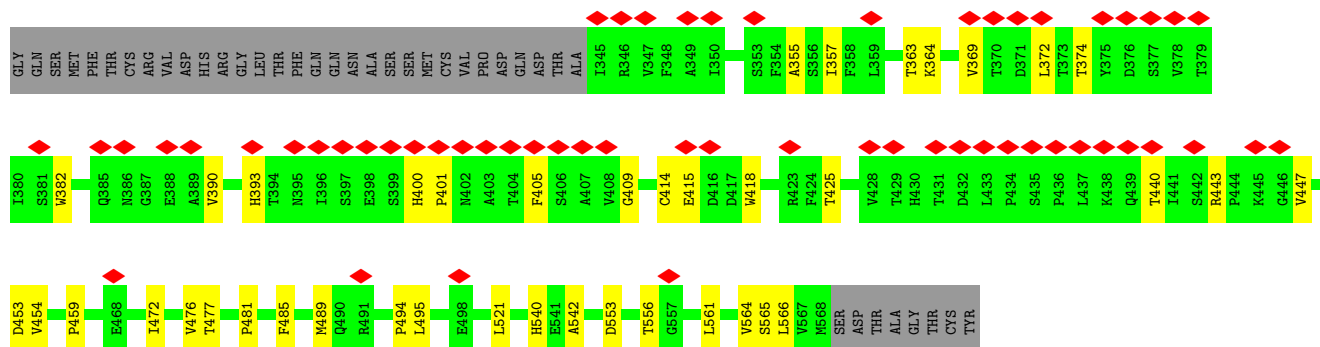 GLY GLN SER MET PHE THR CYS ARG VAL ASP HIS ARG GLY LEU THR PHE GLN GLN ASN ALA SER SER MET CYS VAL PRO ASP GLN ASP THR ALA I345 R346 V347 F348 A349 I350 S353 F354 A355 S356 I357 F358 L359 T363 K364 V369 T370 D371 L372 T373 T374 Y375 D376 S377 V378 T379
I380 S381 W382 Q385 N386 G387 E388 A389 V390 H393 T394 N395 I396 S397 E398 S399 H400 P401 N402 A403 T404 F405 S406 A407 V408 G409 C414 E415 D416 D417 W418 R423 F424 T425 V428 T429 H430 T431 D432 L433 P434 S435 P436 L437 K438 Q439 T440 I441 S442 R443 P444 K445 G446 V447
D453 V454 P459 E468 I472 V476 T477 P481 F485 M489 Q490 R491 P494 L495 E498 L521 H540 E541 A542 D553 T556 G557 L561 V564 S565 L566 V567 M568 SER ASP THR ALA GLY THR CYS TYR